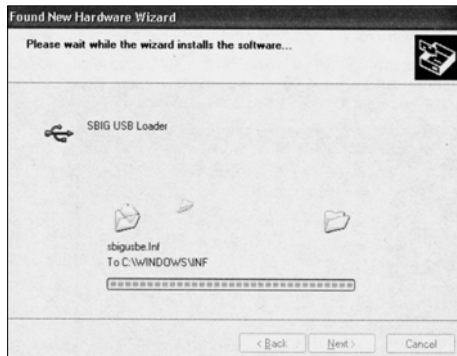 Found New Hardware Wizard
Please wait while the wizard installs the software...
SBIG USB Loader
sbigusbe.Inf
To C:\WINDOWS\INF
< Back
Next >
Cancel